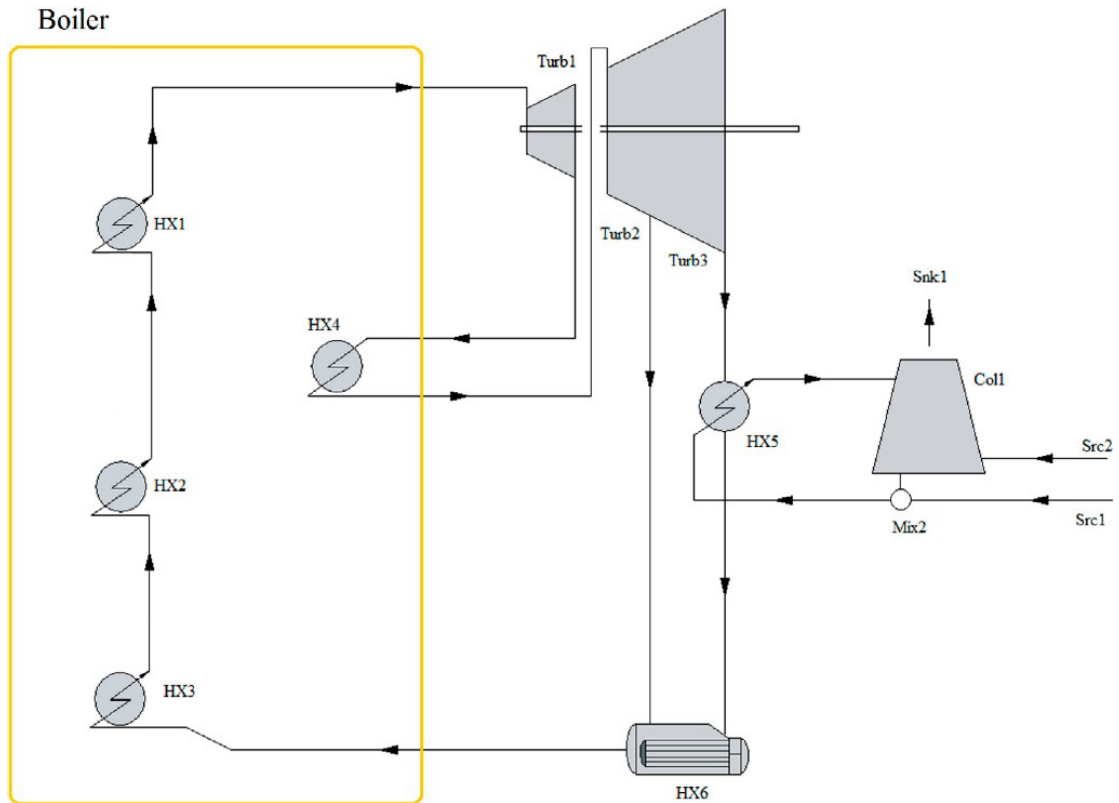 Boiler
Turb1
HX1
Turb2
Turb3
Snk1
HX4
Col1
HX5
Src2
HX2
Mix2
Src1
HX3
HX6